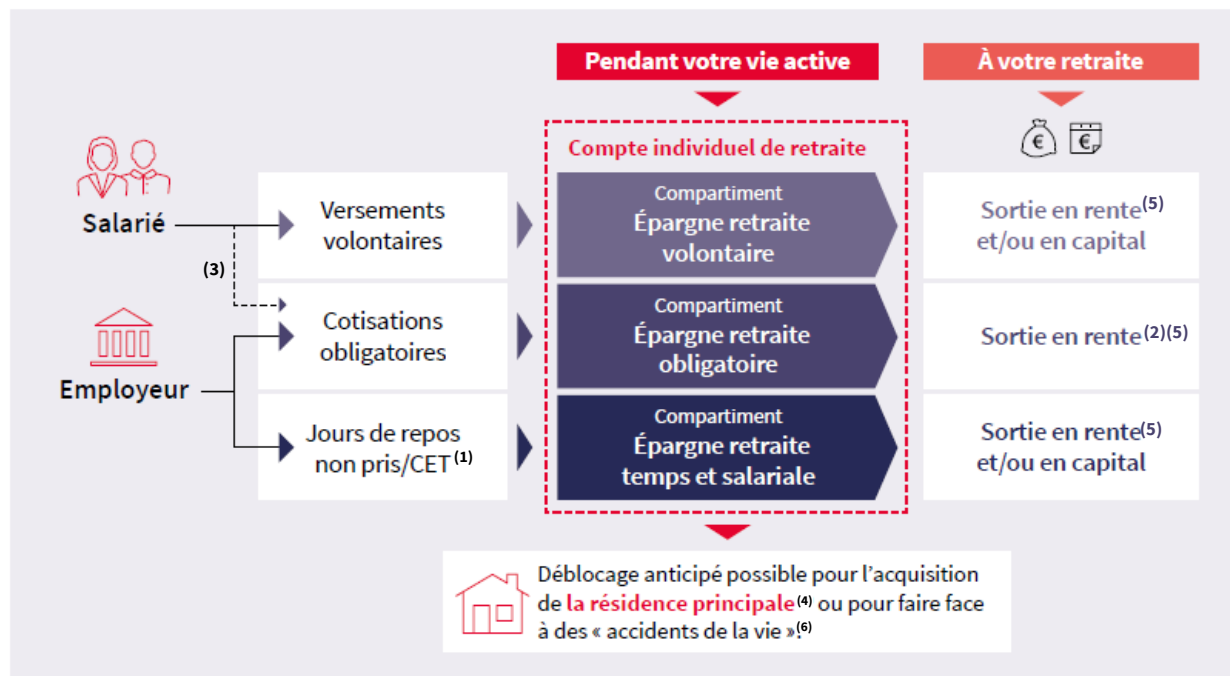 Pendant votre vie active
À votre retraite
€ €
Compte individuel de retraite
Salarié
(3)
Employeur
Versements
volontaires
Compartiment
Épargne retraite
volontaire
Sortie en rente(5)
et/ou en capital
Cotisations
obligatoires
Compartiment
Épargne retraite
obligatoire
Sortie en rente(2)(5)
Jours de repos
non pris/CET (1)
Compartiment
Épargne retraite
temps et salariale
Sortie en rente(5)
et/ou en capital
Déblocage anticipé possible pour l’acquisition
de la résidence principale(4) ou pour faire face
à des « accidents de la vie ».(6)